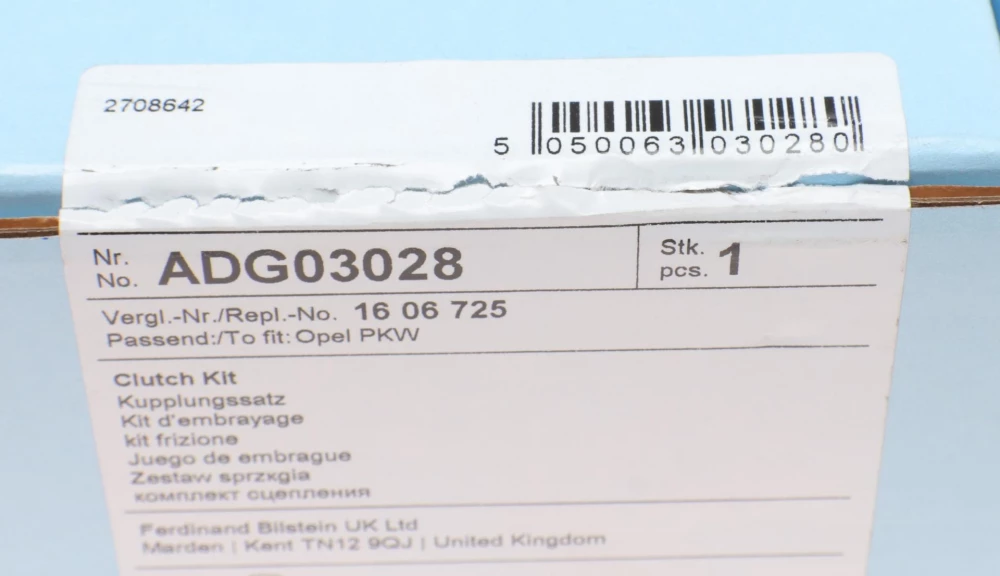 2708642
5 050063 030280
Nr.
No. ADG03028
Stk.
pcs. 1
Vergl.-Nr./Repl.-No. 16 06 725
Passend:/To fit: Opel PKW
Clutch Kit
Kupplungssatz
Kit d'embrayage
kit frizione
Juego de embrague
Zestaw sprzxgia
комплект сцепления
Ferdinand Bilstein UK Ltd
Marden | Kent TN12 9QJ | United Kingdom